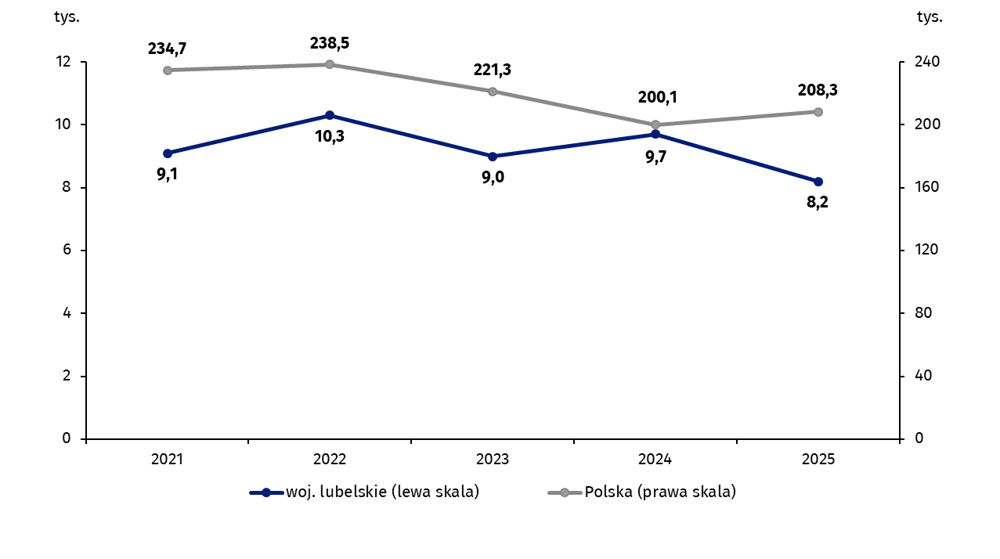 tys. tys.
234,7 238,5 221,3 200,1 208,3
12 240
10 200
10,3
9,1 9,0 9,7
8 160
8,2
6 120
4 80
2 40
0 0
2021 2022 2023 2024 2025
woj. lubelskie (lewa skala) Polska (prawa skala)